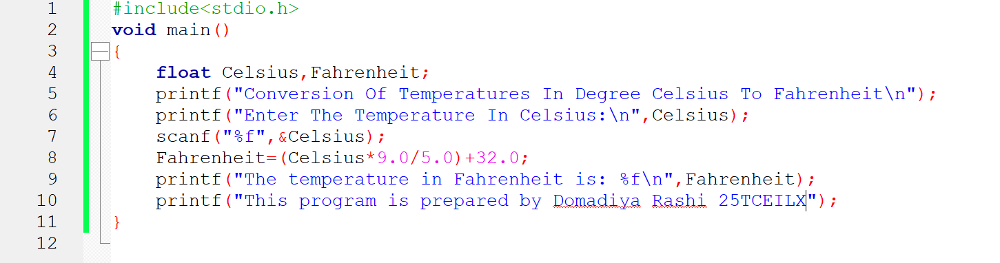 1 #include<stdio.h>
2 void main()
3 {
4 float Celsius,Fahrenheit;
5 printf("Conversion Of Temperatures In Degree Celsius To Fahrenheit\n");
6 printf("Enter The Temperature In Celsius:\n",Celsius);
7 scanf("%f",&Celsius);
8 Fahrenheit=(Celsius*9.0/5.0)+32.0;
9 printf("The temperature in Fahrenheit is: %f\n",Fahrenheit);
10 printf("This program is prepared by Domadiya Rashi 25TCEILX");
11 }
12